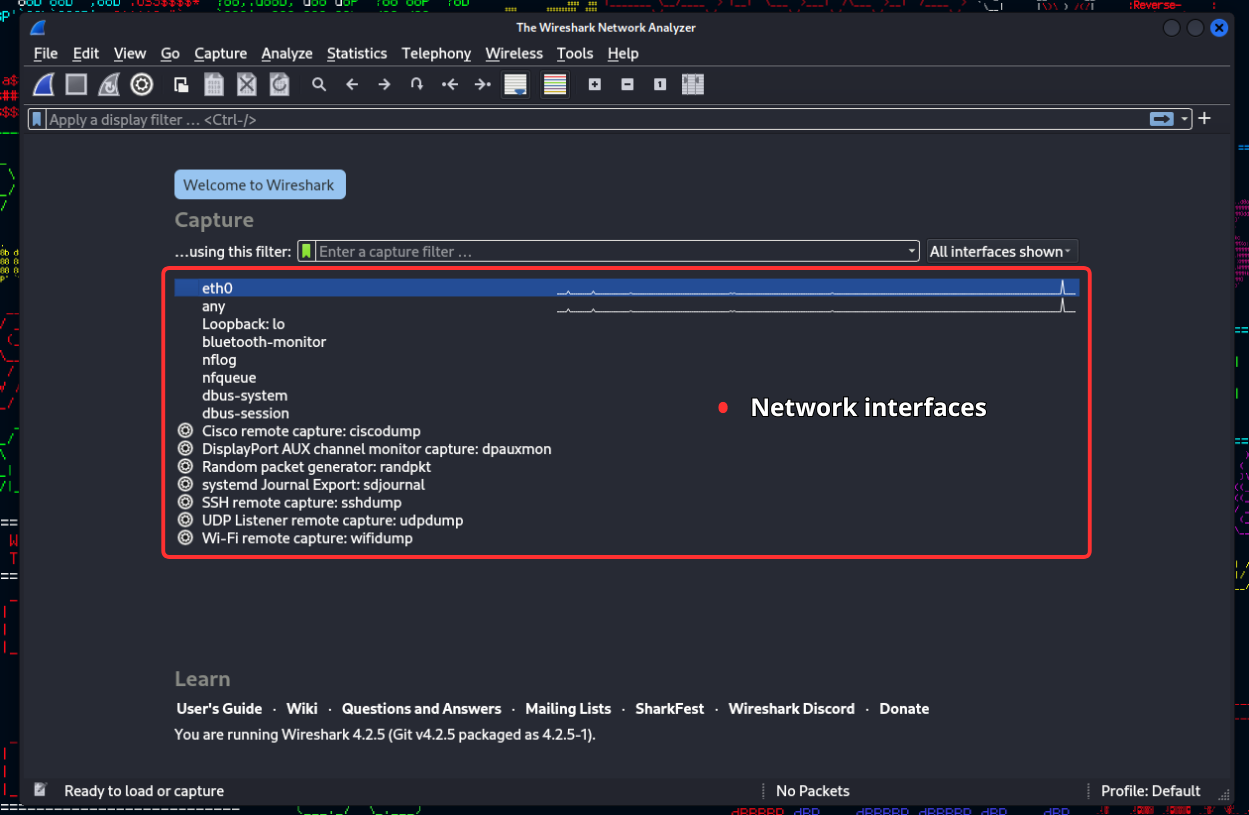 :Reverse-
The Wireshark Network Analyzer
File Edit View Go Capture Analyze Statistics Telephony Wireless Tools Help
Apply a display filter ... <Ctrl-/>
Welcome to Wireshark
Capture
...using this filter: Enter a capture filter ... All interfaces shown
eth0
any
Loopback: lo
bluetooth-monitor
nflog
nfqueue
dbus-system
dbus-session
Network interfaces
Cisco remote capture: ciscodump
DisplayPort AUX channel monitor capture: dpauxmon
Random packet generator: randpkt
systemd Journal Export: sdjournal
SSH remote capture: sshdump
UDP Listener remote capture: udpdump
Wi-Fi remote capture: wifidump
Learn
User's Guide · Wiki · Questions and Answers · Mailing Lists · SharkFest · Wireshark Discord · Donate
You are running Wireshark 4.2.5 (Git v4.2.5 packaged as 4.2.5-1).
Ready to load or capture No Packets Profile: Default